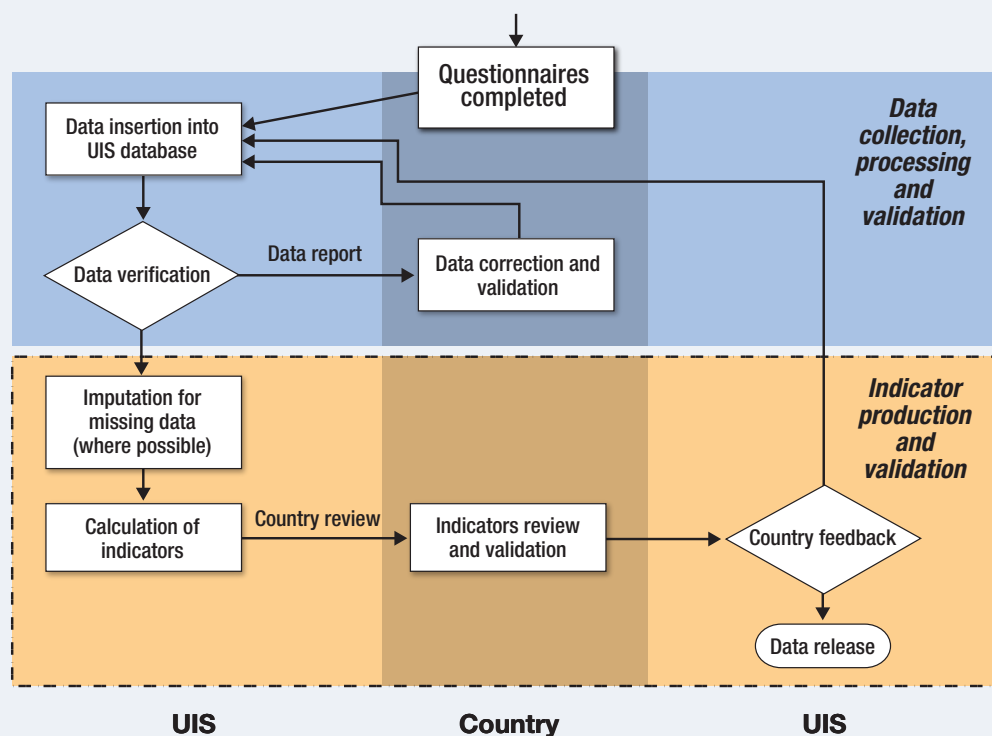 Questionnaires
completed
Data insertion into
UIS database
Data
collection,
processing
and
validation
Data verification
Data report
Data correction and
validation
Imputation for
missing data
(where possible)
Indicator
production
and
validation
Calculation of
indicators
Country review
Indicators review
and validation
Country feedback
Data release
UIS
Country
UIS